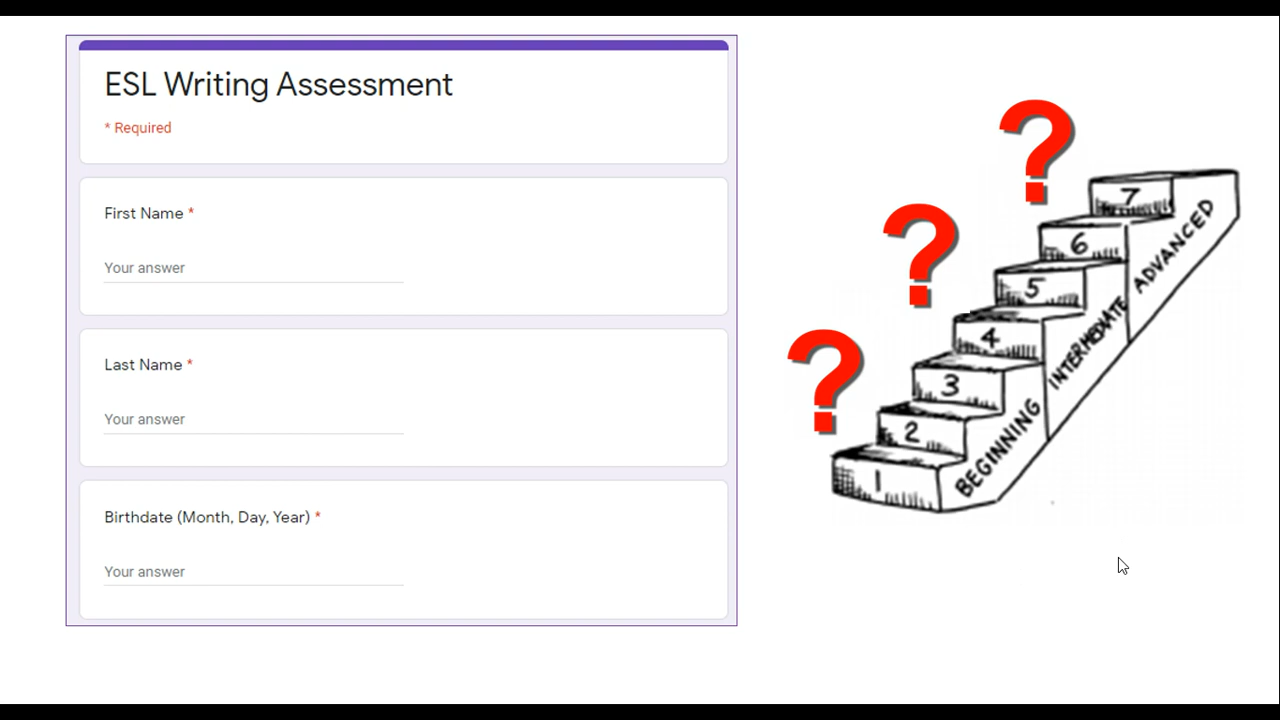 ESL Writing Assessment
* Required
First Name *
Your answer
Last Name *
Your answer
Birthdate (Month, Day, Year) *
Your answer
?
?
?
7
6
5
4
3
2
1
ADVANCED
INTERMEDIATE
BEGINNING